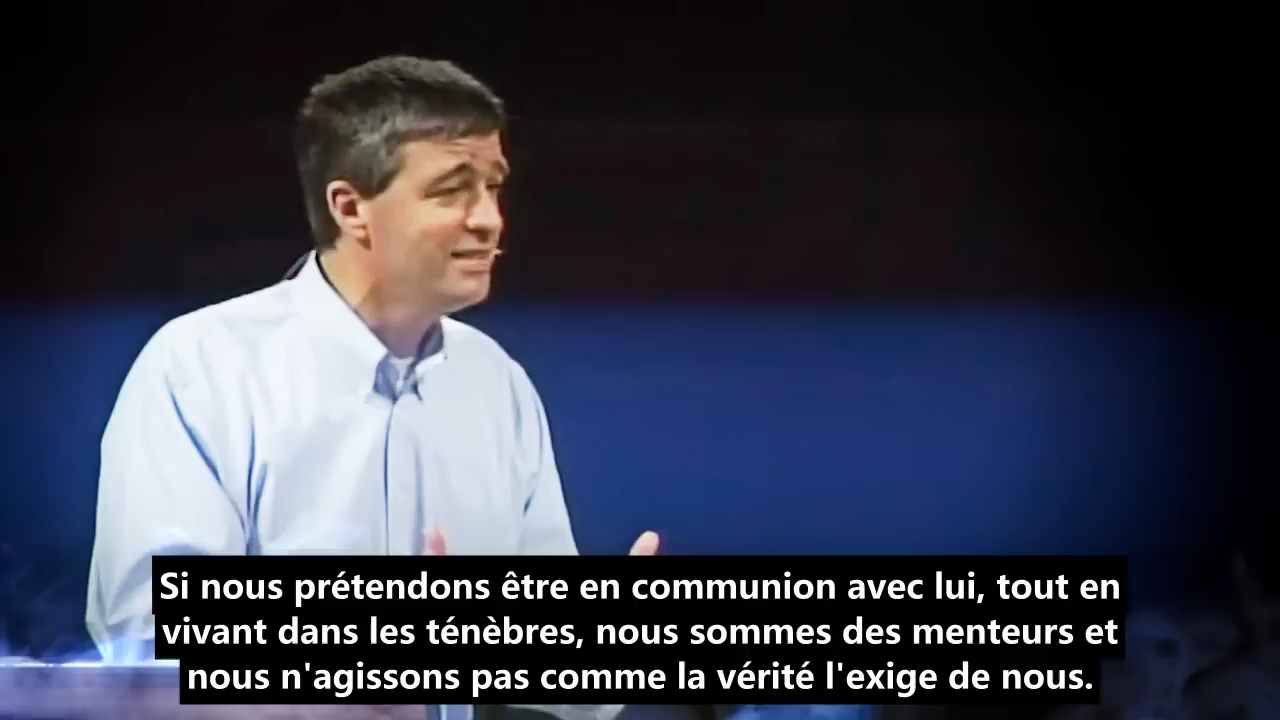 Si nous prétendons être en communion avec lui, tout en
vivant dans les ténèbres, nous sommes des menteurs et
nous n'agissons pas comme la vérité l'exige de nous.